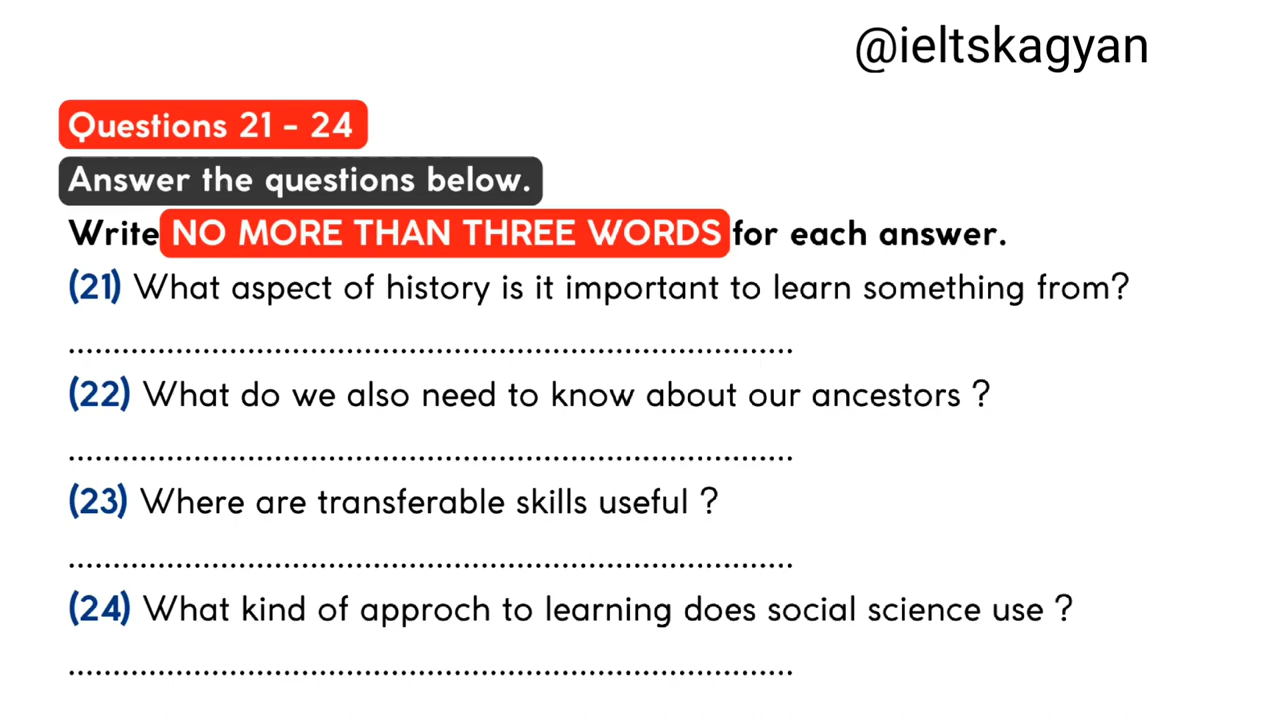 @ieltskagyan
Questions 21 - 24
Answer the questions below.
Write NO MORE THAN THREE WORDS for each answer.
(21) What aspect of history is it important to learn something from?
................................................................................
(22) What do we also need to know about our ancestors ?
................................................................................
(23) Where are transferable skills useful ?
................................................................................
(24) What kind of approch to learning does social science use ?
................................................................................